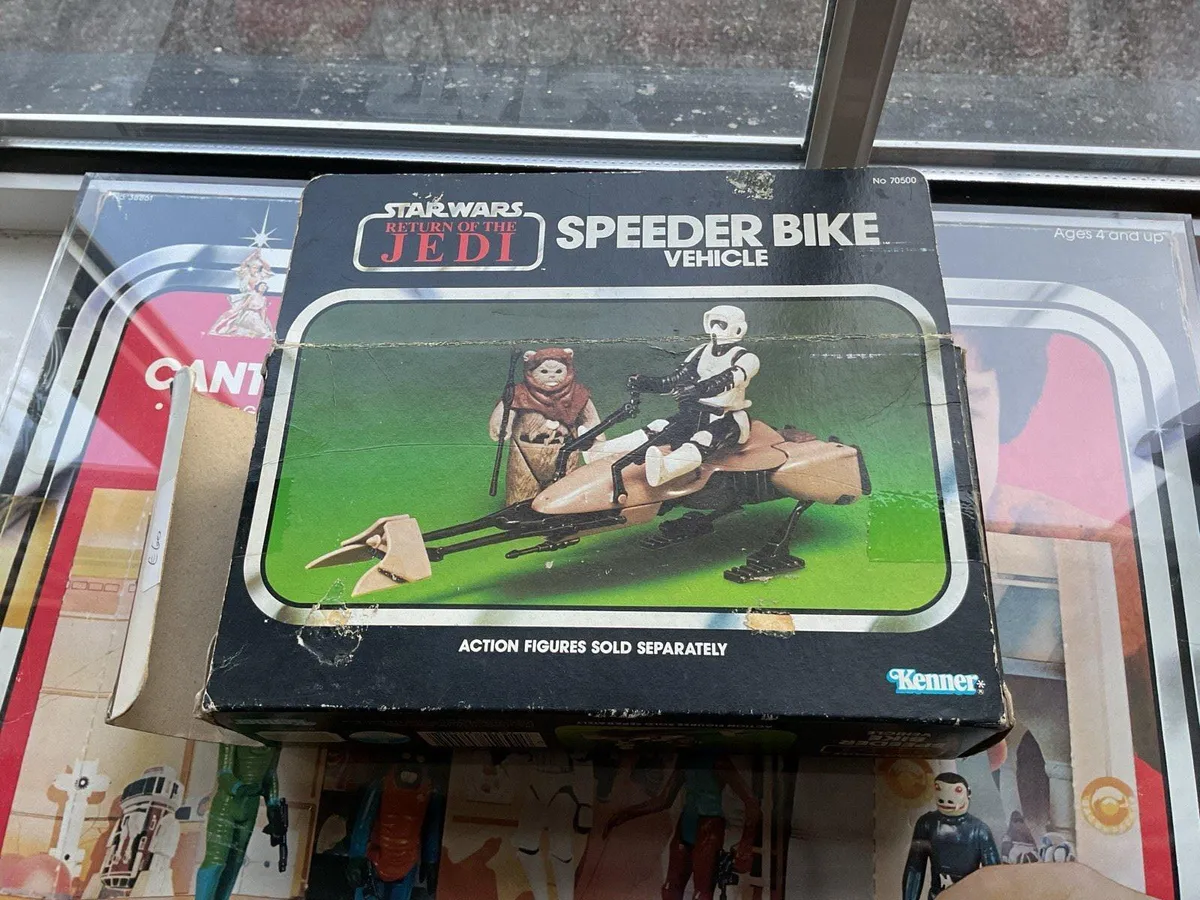 No 70500
STAR WARS
RETURN OF THE
JEDI
SPEEDER BIKE
VEHICLE
Ages 4 and up
CANT
ACTION FIGURES SOLD SEPARATELY
Kenner